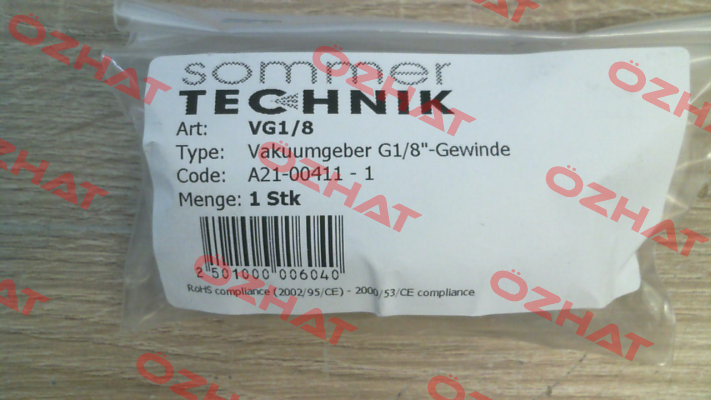 sommer
TECHNIK
Art: VG1/8
Type: Vakuumgeber G1/8"-Gewinde
Code: A21-00411 - 1
Menge: 1 Stk
2 501000 006040
RoHS compliance (2002/95/CE) - 2000/53/CE compliance
ÖZHAT
ÖZHAT
ÖZHAT
ÖZHAT
ÖZHAT
ÖZHAT
ÖZHAT